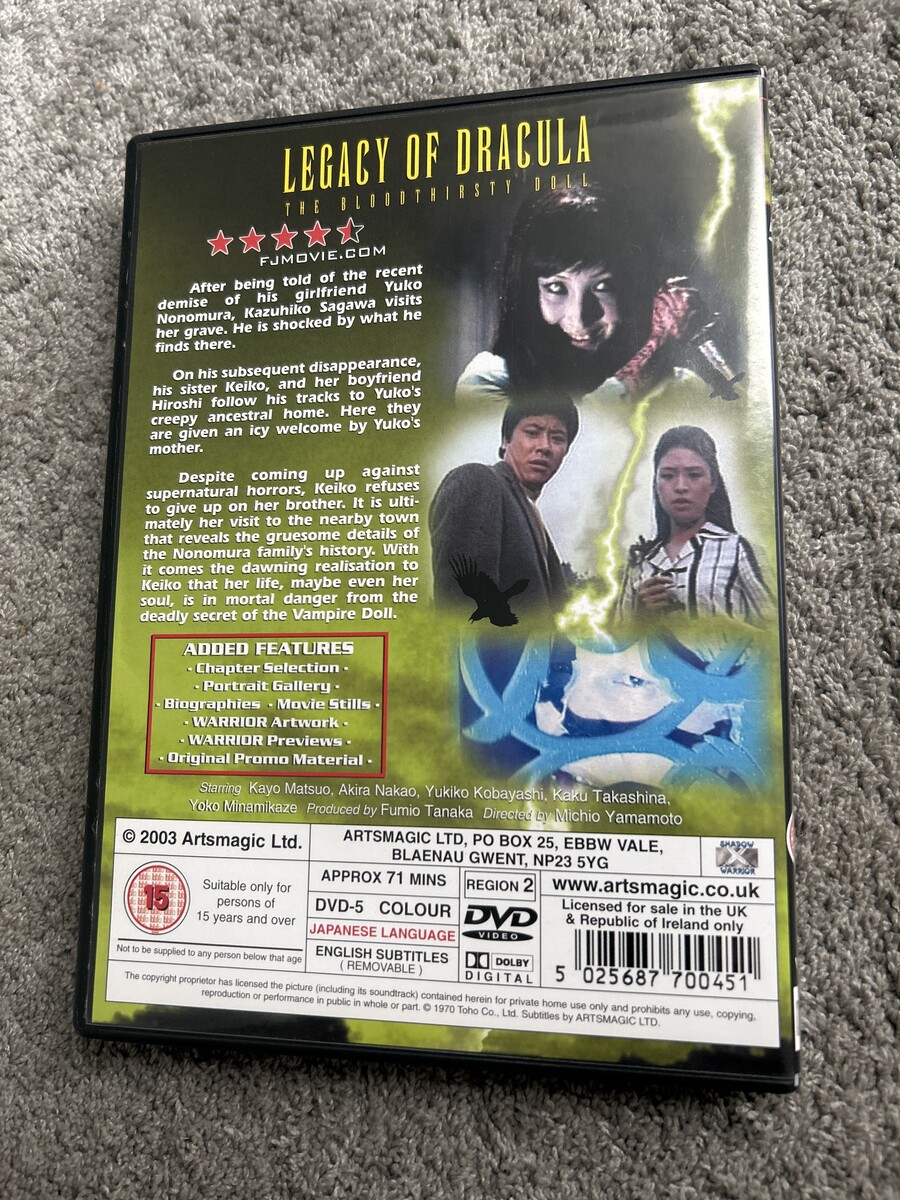 LEGACY OF DRACULA
THE BLOODTHIRSTY DOLL
FJMOVIE.COM
After being told of the recent
demise of his girlfriend Yuko
Nonomura, Kazuhiko Sagawa visits
her grave. He is shocked by what he
finds there.
On his subsequent disappearance,
his sister Keiko, and her boyfriend
Hiroshi follow his tracks to Yuko's
creepy ancestral home. Here they
are given an icy welcome by Yuko's
mother.
Despite coming up against
supernatural horrors, Keiko refuses
to give up on her brother. It is ulti-
mately her visit to the nearby town
that reveals the gruesome details of
the Nonomura family's history. With
it comes the dawning realisation to
Keiko that her life, maybe even her
soul, is in mortal danger from the
deadly secret of the Vampire Doll.
ADDED FEATURES
· Chapter Selection ·
· Portrait Gallery ·
· Biographies · Movie Stills ·
· WARRIOR Artwork ·
· WARRIOR Previews ·
· Original Promo Material ·
Starring Kayo Matsuo, Akira Nakao, Yukiko Kobayashi, Kaku Takashina,
Yoko Minamikaze Produced by Fumio Tanaka Directed by Michio Yamamoto
© 2003 Artsmagic Ltd.
ARTSMAGIC LTD, PO BOX 25, EBBW VALE,
BLAENAU GWENT, NP23 5YG
SHADOW
WARRIOR
15
Suitable only for
persons of
15 years and over
Not to be supplied to any person below that age
APPROX 71 MINS
DVD-5 COLOUR
JAPANESE LANGUAGE
ENGLISH SUBTITLES
( REMOVABLE )
REGION 2
DVD
VIDEO
DOLBY
DIGITAL
www.artsmagic.co.uk
Licensed for sale in the UK
& Republic of Ireland only
5 025687 700451
The copyright proprietor has licensed the picture (including its soundtrack) contained herein for private home use only and prohibits any use, copying,
reproduction or performance in public in whole or part. © 1970 Toho Co., Ltd. Subtitles by ARTSMAGIC LTD.